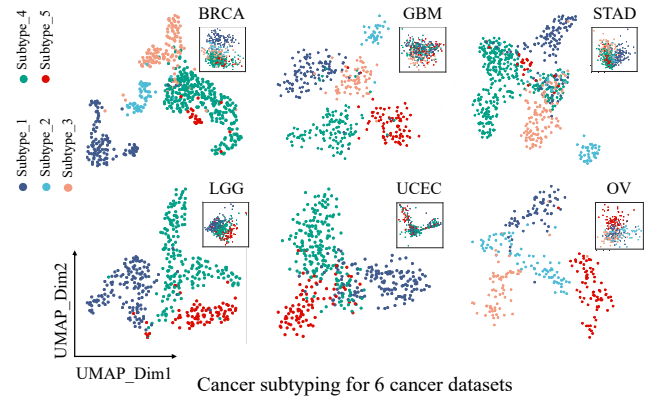 Subtype_4
Subtype_5
Subtype_1
Subtype_2
Subtype_3
BRCA
GBM
STAD
LGG
UCEC
OV
UMAP_Dim2
UMAP_Dim1
Cancer subtyping for 6 cancer datasets